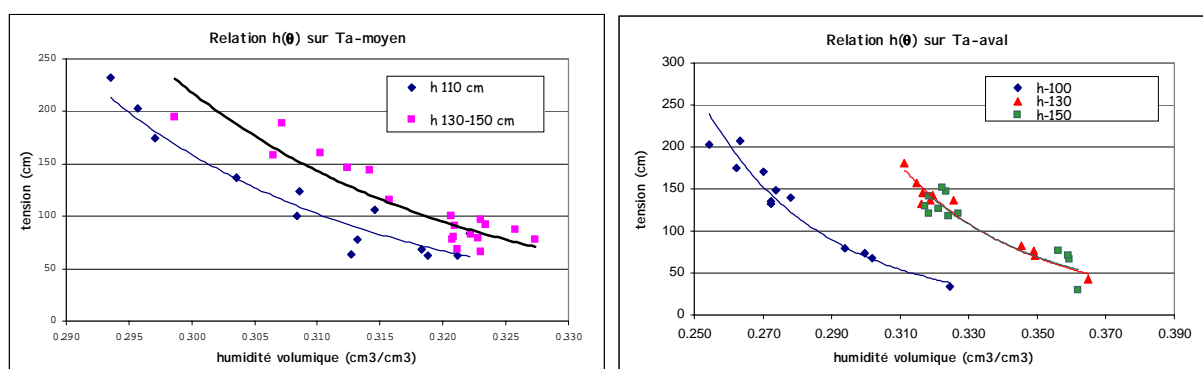 Relation h(θ) sur Ta-moyen
250
200
150
100
50
0
tension (cm)
h 110 cm
h 130-150 cm
0.290
0.295
0.300
0.305
0.310
0.315
0.320
0.325
0.330
humidité volumique (cm3/cm3)
Relation h(θ) sur Ta-aval
300
250
200
150
100
50
0
tension (cm)
h-100
h-130
h-150
0.250
0.270
0.290
0.310
0.330
0.350
0.370
0.390
humidité volumique (cm3/cm3)